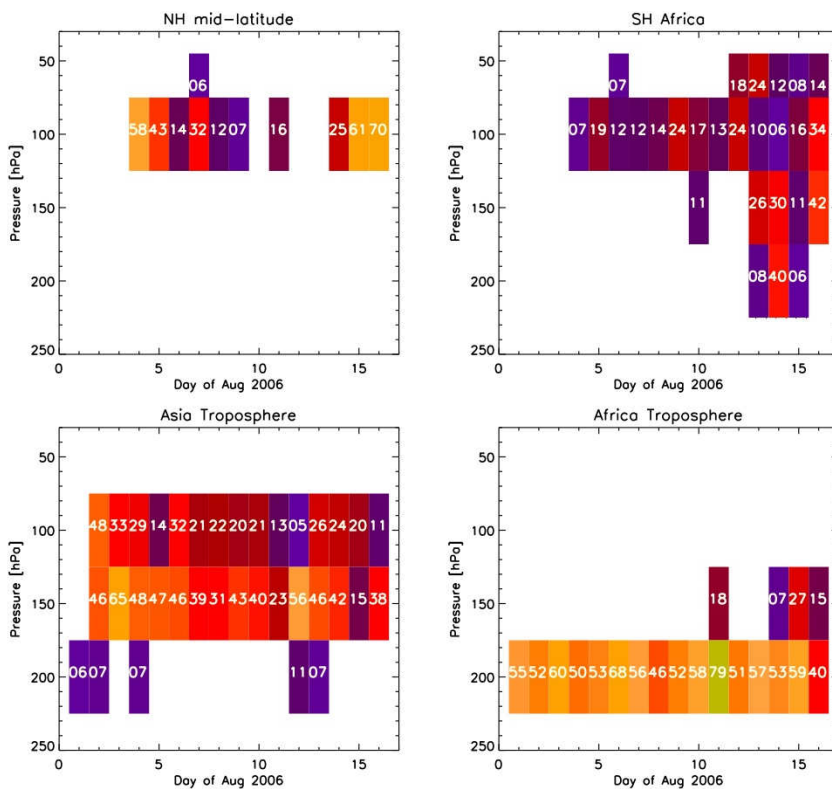 NH mid–latitude
50
100
150
200
250
Pressure [hPa]
06
58 43 14 32 12 07 16 25 61 70
0 5 10 15
Day of Aug 2006
SH Africa
50
100
150
200
250
Pressure [hPa]
07 18 24 12 08 14
07 19 12 12 14 24 17 13 24 10 06 16 34
11 26 30 11 42
08 40 06
0 5 10 15
Day of Aug 2006
Asia Troposphere
50
100
150
200
250
Pressure [hPa]
48 33 29 14 32 21 22 20 21 13 05 26 24 20 11
46 65 48 47 46 39 31 43 40 23 56 46 42 15 38
06 07 07 11 07
0 5 10 15
Day of Aug 2006
Africa Troposphere
50
100
150
200
250
Pressure [hPa]
18 07 27 15
55 52 60 50 53 68 56 46 52 58 79 51 57 53 59 40
0 5 10 15
Day of Aug 2006